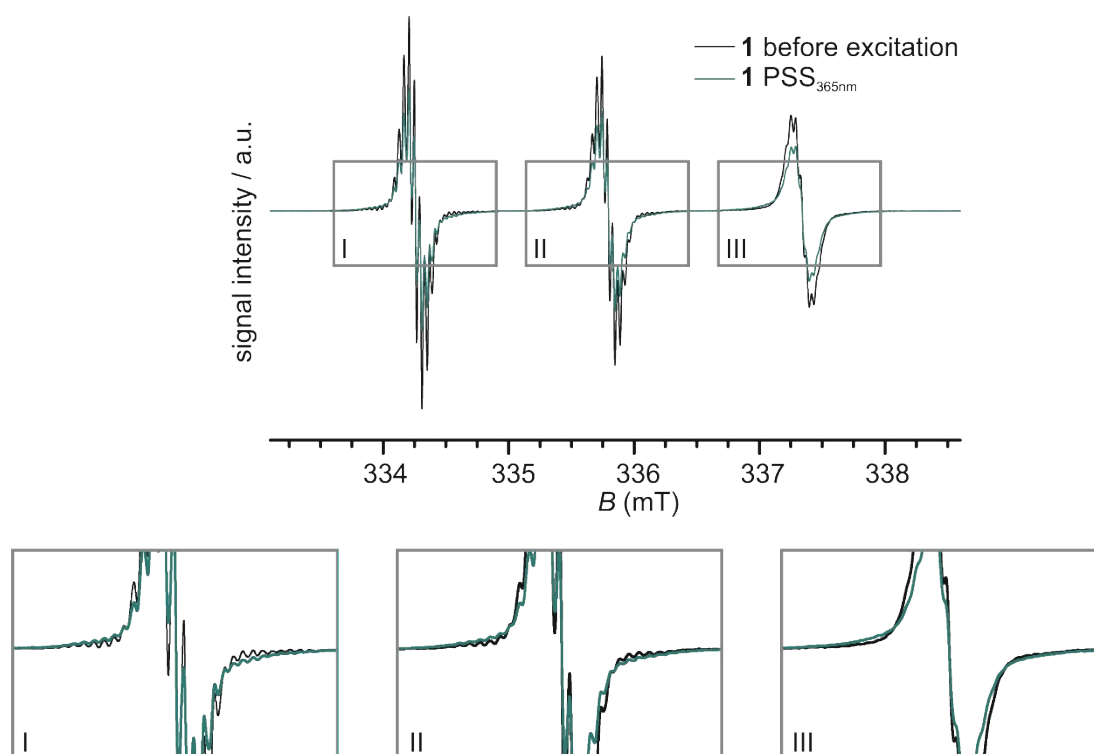 1 before excitation
1 PSS365nm
signal intensity / a.u.
I
II
III
334
335
336
337
338
B (mT)
I
II
III